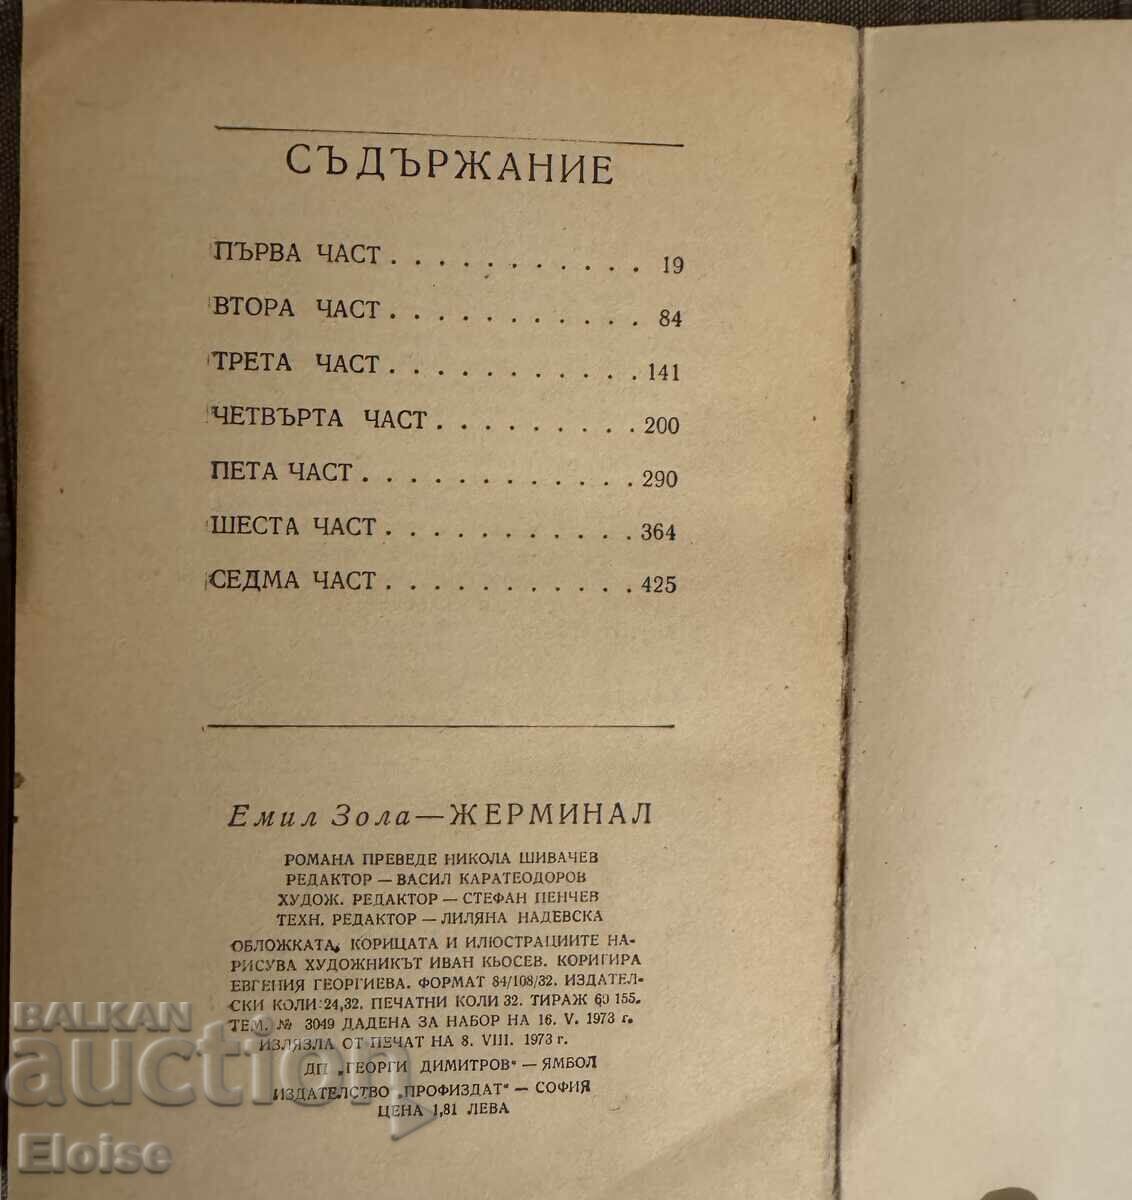 СЪДЪРЖАНИЕ
ПЪРВА ЧАСТ . . . . . . . . . . . 19
ВТОРА ЧАСТ . . . . . . . . . . . 84
ТРЕТА ЧАСТ . . . . . . . . . . . 141
ЧЕТВЪРТА ЧАСТ . . . . . . . . . 200
ПЕТА ЧАСТ . . . . . . . . . . . . 290
ШЕСТА ЧАСТ . . . . . . . . . . . 364
СЕДМА ЧАСТ . . . . . . . . . . . 425
Емил Зола — ЖЕРМИНАЛ
РОМАНА ПРЕВЕДЕ НИКОЛА ШИВАЧЕВ
РЕДАКТОР — ВАСИЛ КАРАТЕОДОРОВ
ХУДОЖ. РЕДАКТОР — СТЕФАН ПЕНЧЕВ
ТЕХН. РЕДАКТОР — ЛИЛЯНА НАДЕВСКА
ОБЛОЖКАТА, КОРИЦАТА И ИЛЮСТРАЦИИТЕ НА-
РИСУВА ХУДОЖНИКЪТ ИВАН КЬОСЕВ. КОРИГИРА
ЕВГЕНИЯ ГЕОРГИЕВА. ФОРМАТ 84/108/32. ИЗДАТЕЛ-
СКИ КОЛИ: 24,32. ПЕЧАТНИ КОЛИ 32. ТИРАЖ 60 155.
ТЕМ. № 3049 ДАДЕНА ЗА НАБОР НА 16. V. 1973 г.
ИЗЛЯЗЛА ОТ ПЕЧАТ НА 8. VIII. 1973 г.
ДП „ГЕОРГИ ДИМИТРОВ“ — ЯМБОЛ
ИЗДАТЕЛСТВО „ПРОФИЗДАТ“ — СОФИЯ
ЦЕНА 1,81 ЛЕВА
BALKAN
auction
Eloise